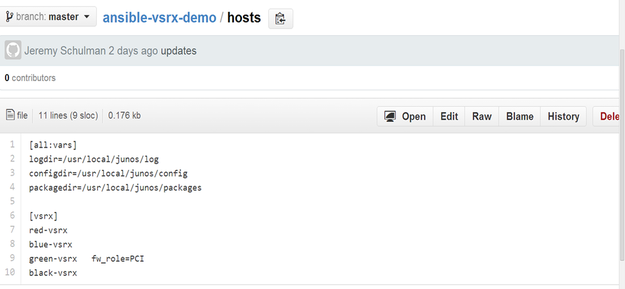 branch: master ansible-vsrx-demo / hosts
Jeremy Schulman 2 days ago updates
0 contributors
file 11 lines (9 sloc) 0.176 kb Open Edit Raw Blame History Dele
1 [all:vars]
2 logdir=/usr/local/junos/log
3 configdir=/usr/local/junos/config
4 packagedir=/usr/local/junos/packages
5
6 [vsrx]
7 red-vsrx
8 blue-vsrx
9 green-vsrx fw_role=PCI
10 black-vsrx